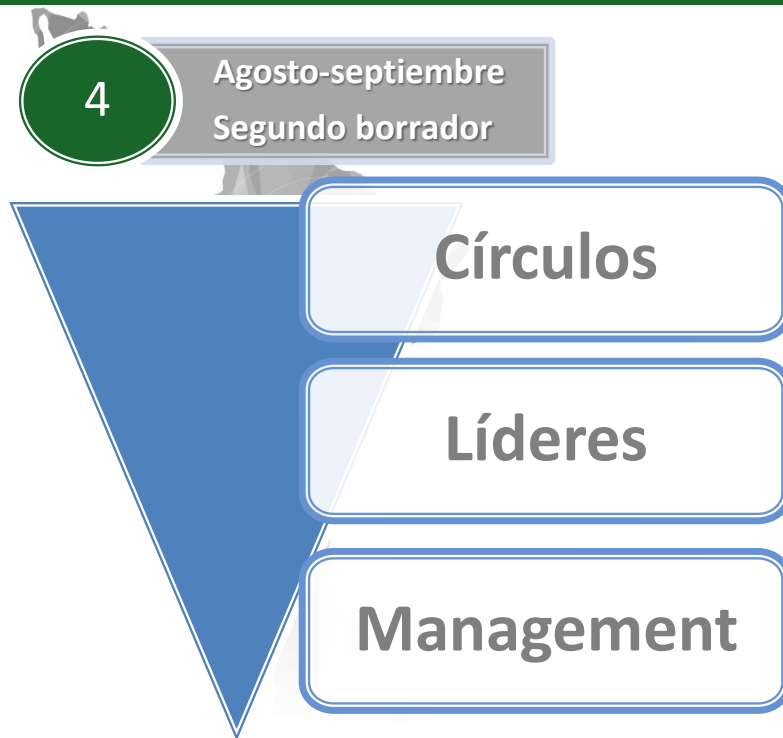 4
Agosto-septiembre
Segundo borrador
Círculos
Líderes
Management